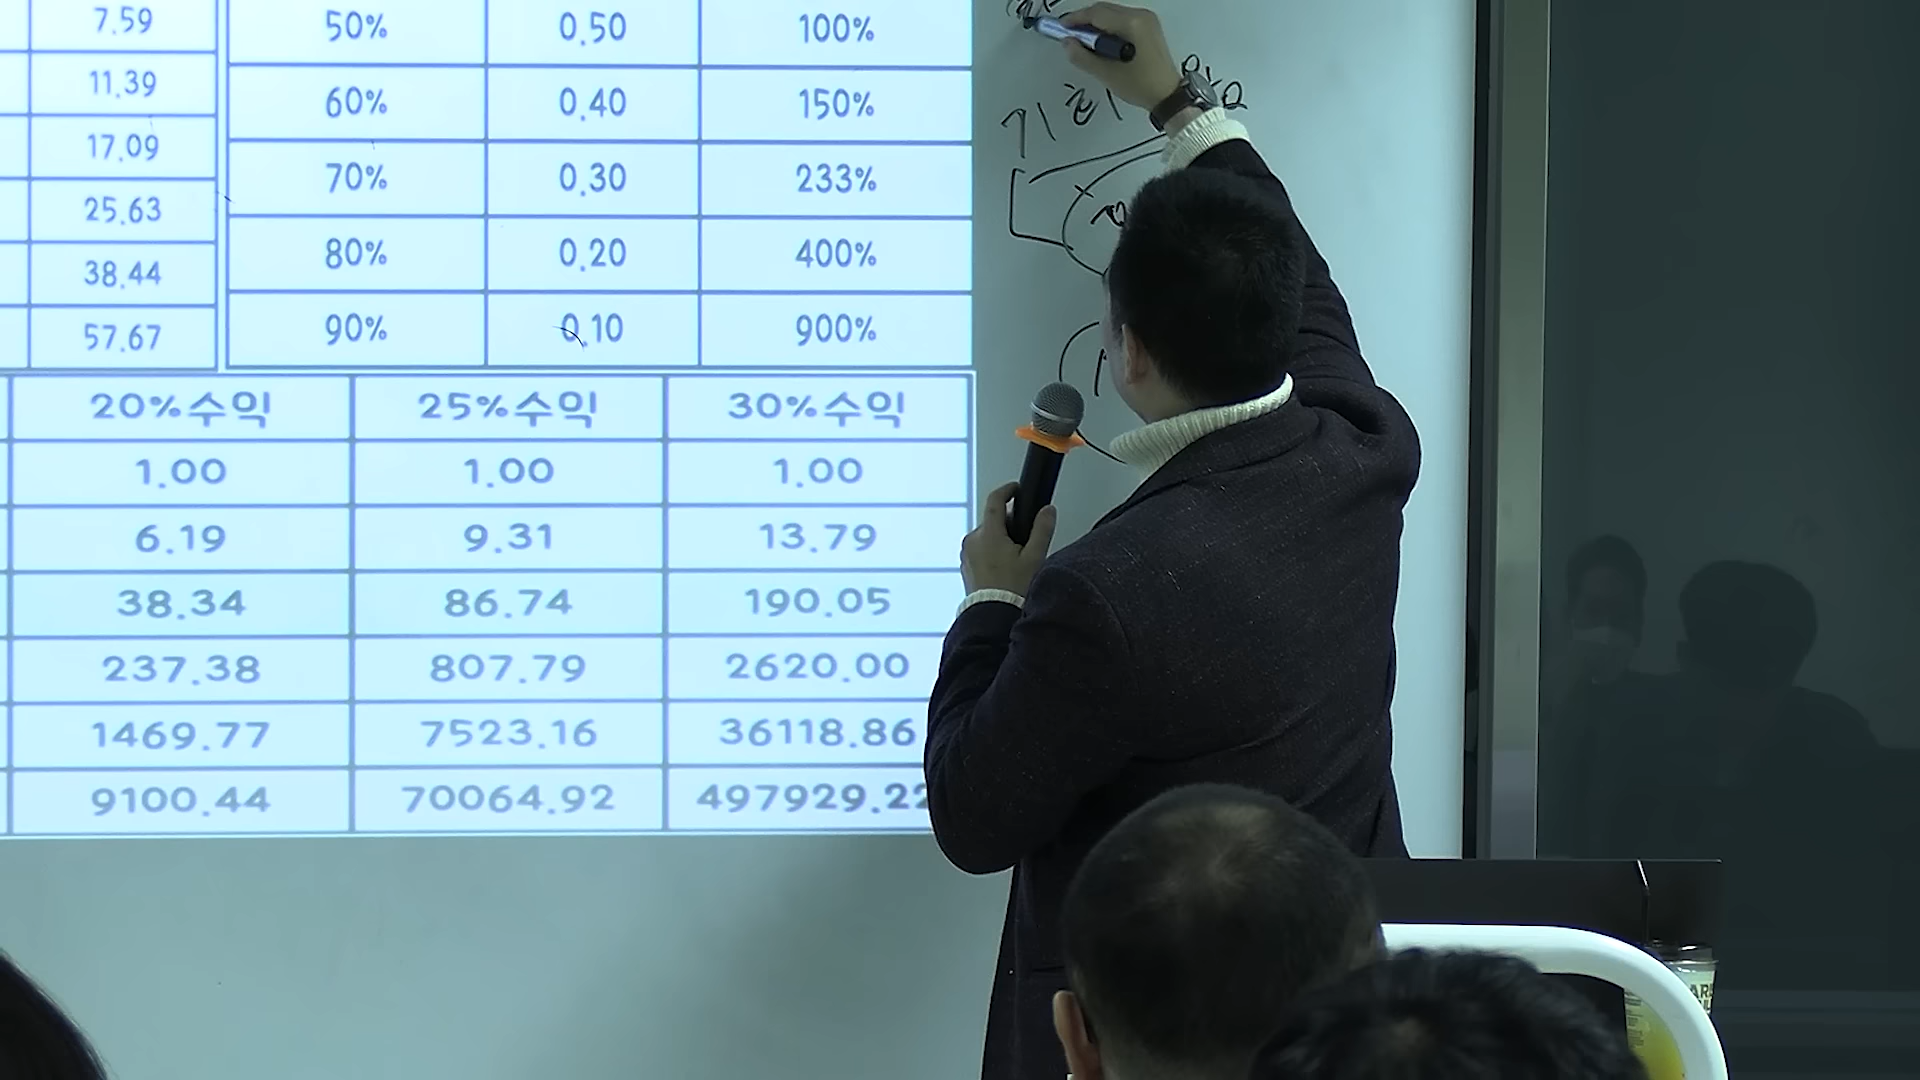 7.59 50% 0.50 100%
11.39 60% 0.40 150%
17.09 70% 0.30 233%
25.63 80% 0.20 400%
38.44 90% 0.10 900%
57.67
20%수익 25%수익 30%수익
1.00 1.00 1.00
6.19 9.31 13.79
38.34 86.74 190.05
237.38 807.79 2620.00
1469.77 7523.16 36118.86
9100.44 70064.92 497929.22
기회